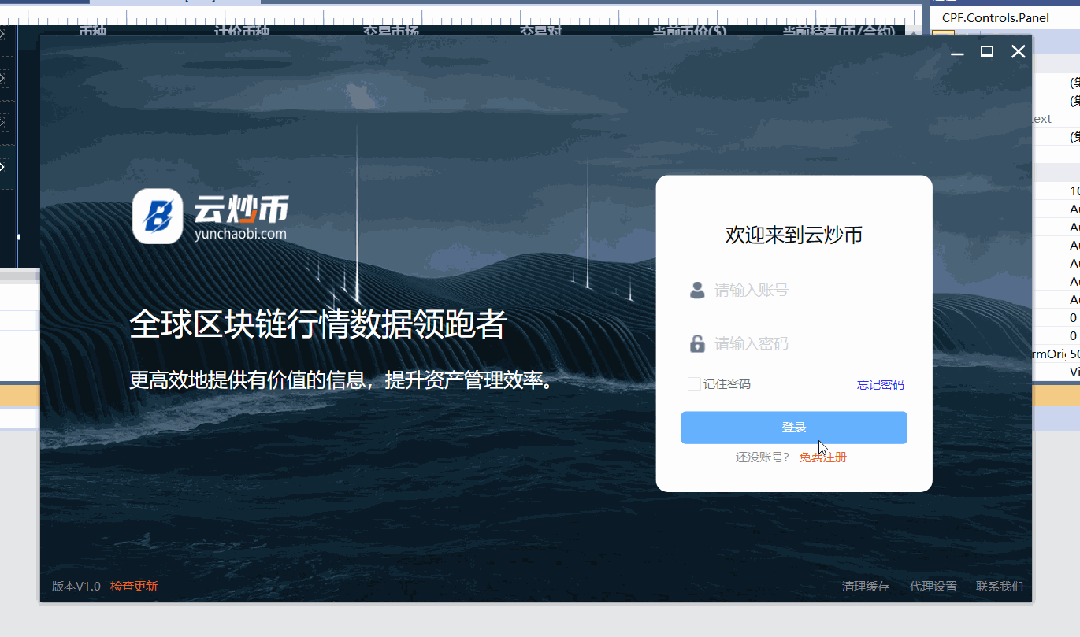 CPF.Controls.Panel
币种 计价币种 交易市场 交易对 当前币价($) 当前持有(币/合约)
云炒币
yunchaobi.com
全球区块链行情数据领跑者
更高效地提供有价值的信息，提升资产管理效率。
欢迎来到云炒币
请输入账号
请输入密码
记住密码 忘记密码
登录
还没账号？ 免费注册
版本V1.0 检查更新 清理缓存 代理设置 联系我们